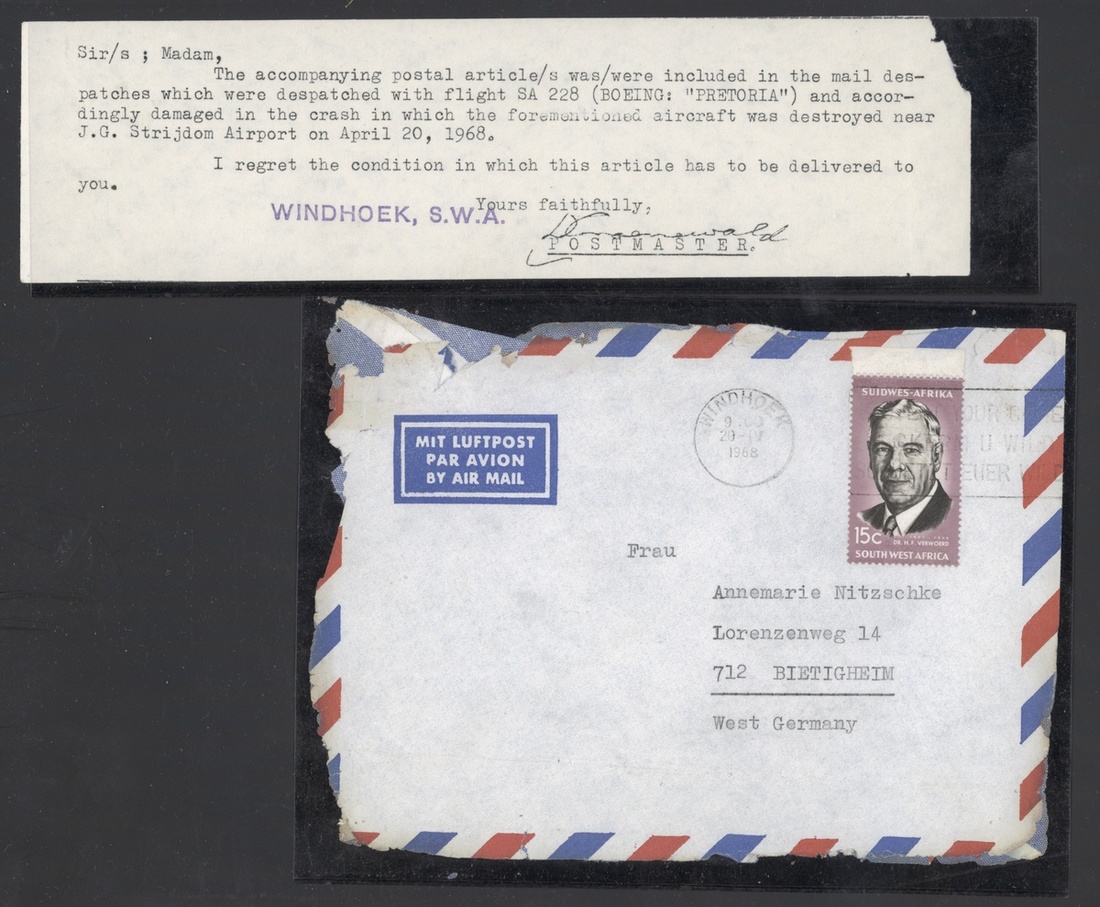 Sir/s ; Madam,
The accompanying postal article/s was/were included in the mail des-
patches which were despatched with flight SA 228 (BOEING: "PRETORIA") and accor-
dingly damaged in the crash in which the forementioned aircraft was destroyed near
J.G. Strijdom Airport on April 20, 1968.
I regret the condition in which this article has to be delivered to
you.
Yours faithfully,
WINDHOEK, S.W.A.
POSTMASTER.
MIT LUFTPOST
PAR AVION
BY AIR MAIL
WINDHOEK
20 IV
1968
SUIDWES-AFRIKA
15c
DR. H. F. VERWOERD
SOUTH WEST AFRICA
Frau
Annemarie Nitzschke
Lorenzenweg 14
712 BIETIGHEIM
West Germany